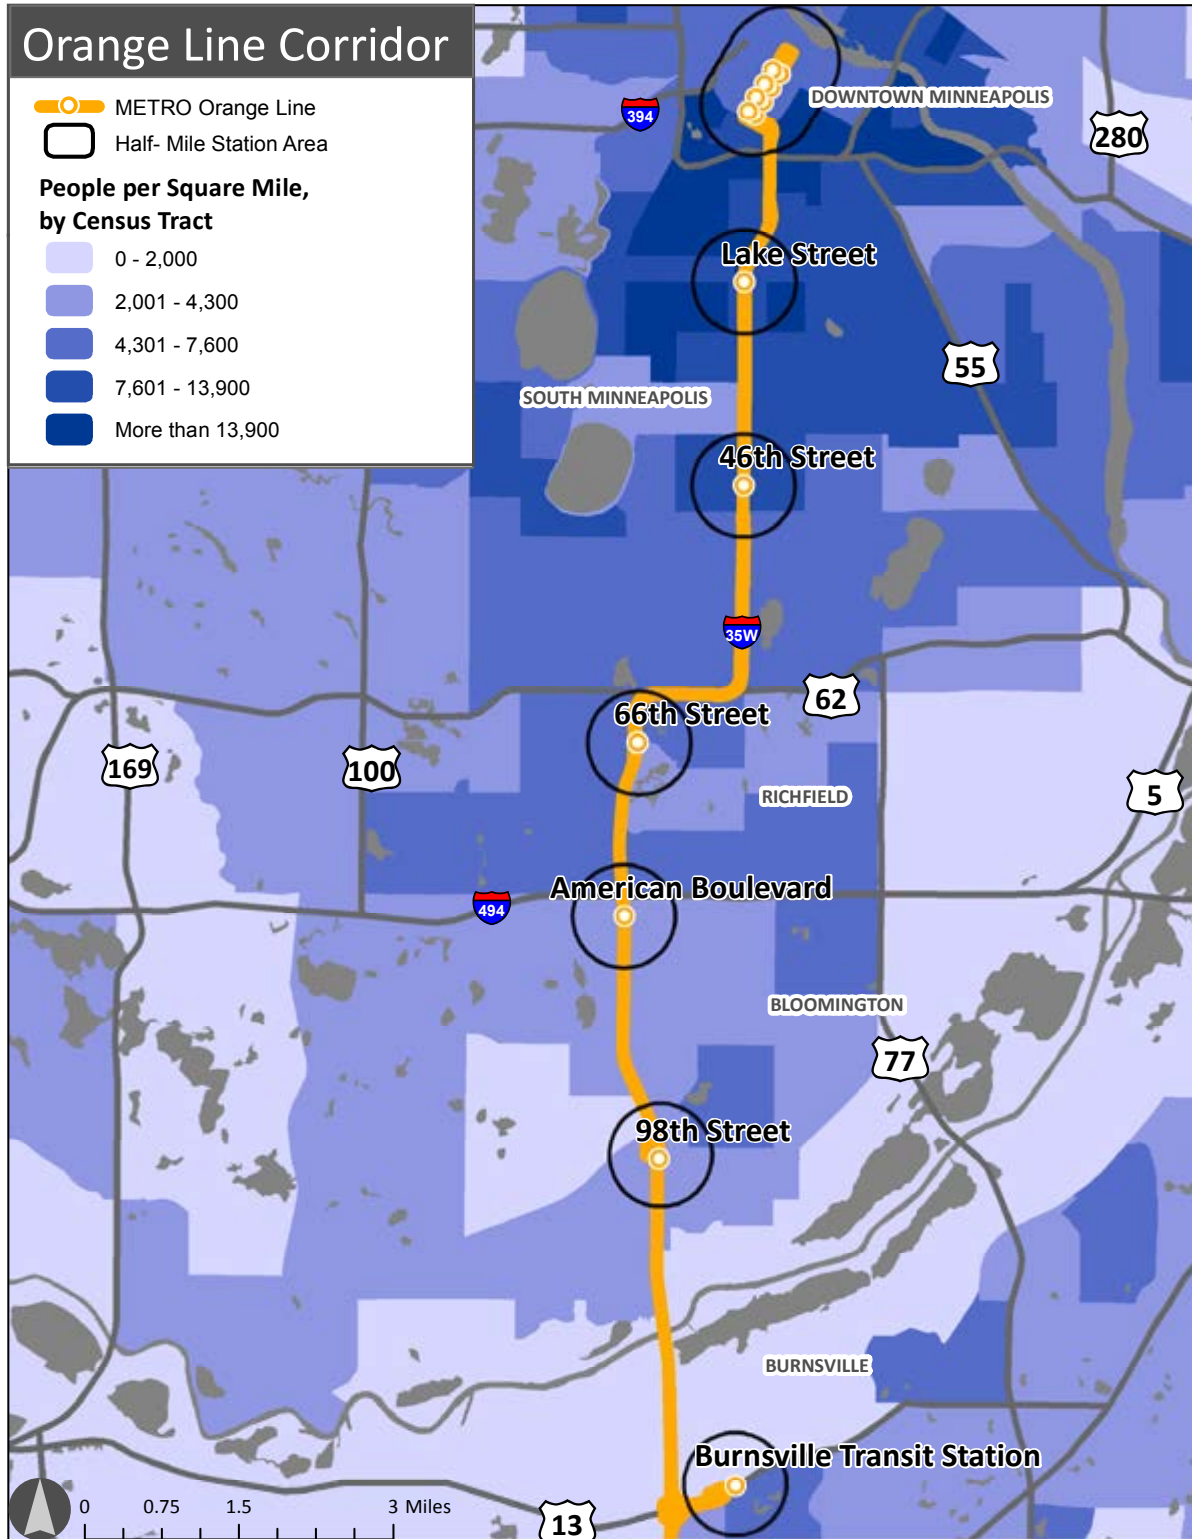 Orange Line Corridor
METRO Orange Line
Half- Mile Station Area
People per Square Mile,
by Census Tract
0 - 2,000
2,001 - 4,300
4,301 - 7,600
7,601 - 13,900
More than 13,900
394
DOWNTOWN MINNEAPOLIS
280
Lake Street
55
SOUTH MINNEAPOLIS
46th Street
35W
62
66th Street
169
100
RICHFIELD
5
American Boulevard
494
BLOOMINGTON
77
98th Street
BURNSVILLE
Burnsville Transit Station
0 0.75 1.5 3 Miles
13